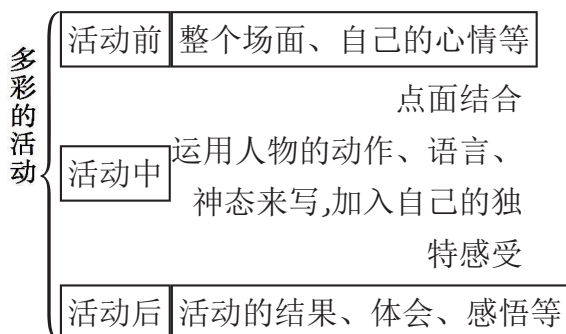 多彩的活动
活动前 整个场面、自己的心情等
点面结合
活动中
运用人物的动作、语言、
神态来写,加入自己的独
特感受
活动后 活动的结果、体会、感悟等